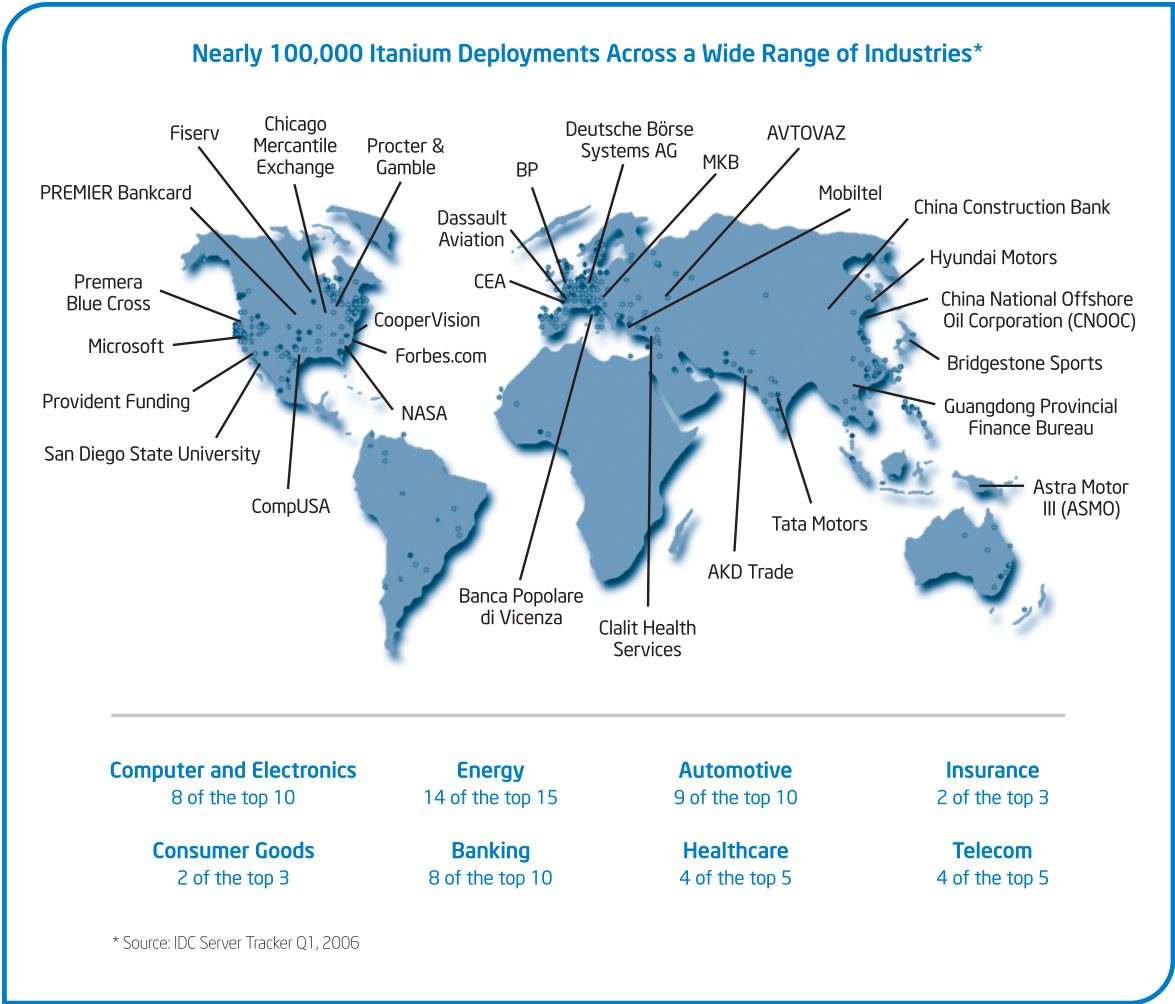 Nearly 100,000 Itanium Deployments Across a Wide Range of Industries*
Fiserv
Chicago
Mercantile
Exchange
Procter &
Gamble
PREMIER Bankcard
Premera
Blue Cross
Microsoft
Provident Funding
San Diego State University
CompUSA
CooperVision
Forbes.com
NASA
BP
Deutsche Börse
Systems AG
MKB
AVTOVAZ
Mobiltel
Dassault
Aviation
CEA
China Construction Bank
Hyundai Motors
China National Offshore
Oil Corporation (CNOOC)
Bridgestone Sports
Guangdong Provincial
Finance Bureau
Astra Motor
III (ASMO)
Tata Motors
AKD Trade
Banca Popolare
di Vicenza
Clalit Health
Services
Computer and Electronics
8 of the top 10
Energy
14 of the top 15
Automotive
9 of the top 10
Insurance
2 of the top 3
Consumer Goods
2 of the top 3
Banking
8 of the top 10
Healthcare
4 of the top 5
Telecom
4 of the top 5
* Source: IDC Server Tracker Q1, 2006